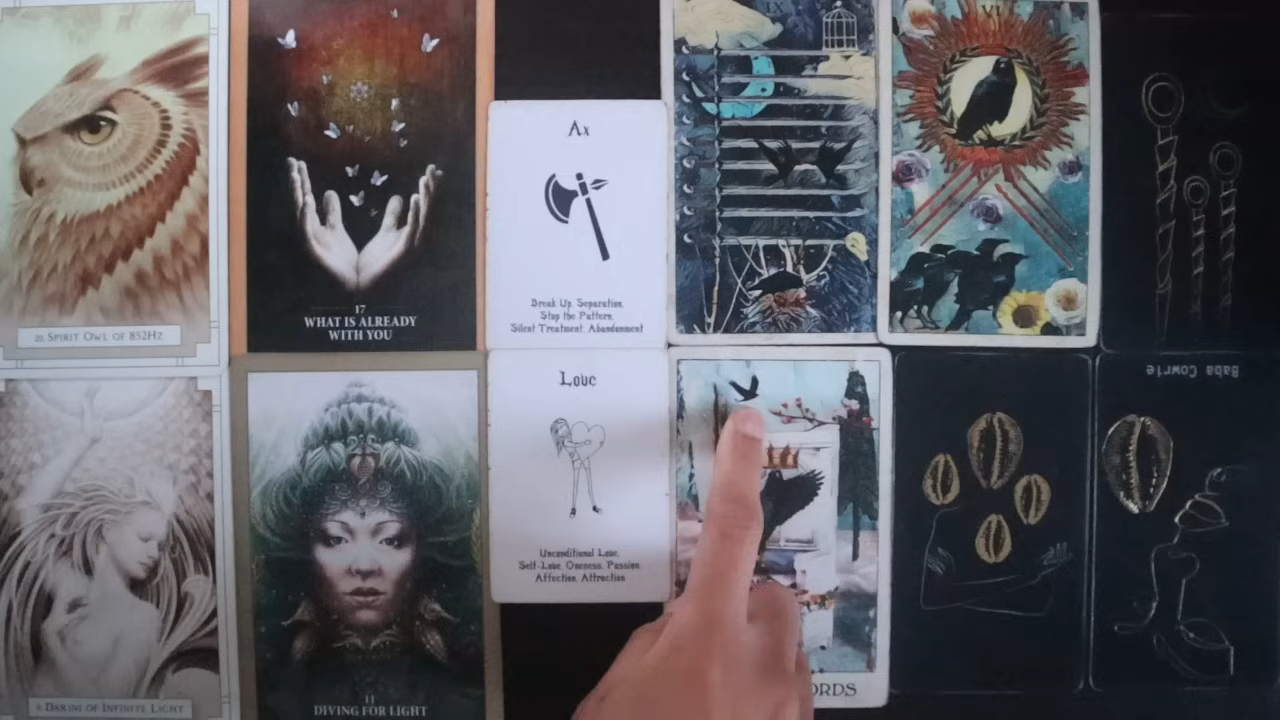 IX
VI
Ax
Break Up, Separation,
Stop the Pattern,
Silent Treatment, Abandonment
17
WHAT IS ALREADY
WITH YOU
20. SPIRIT OWL OF 852HZ
Love
Unconditional Love,
Self-Love, Oneness, Passion,
Affection, Attraction
Baba Cowrie
ORDS
11
DIVING FOR LIGHT
DARINI OF INFINITE LIGHT